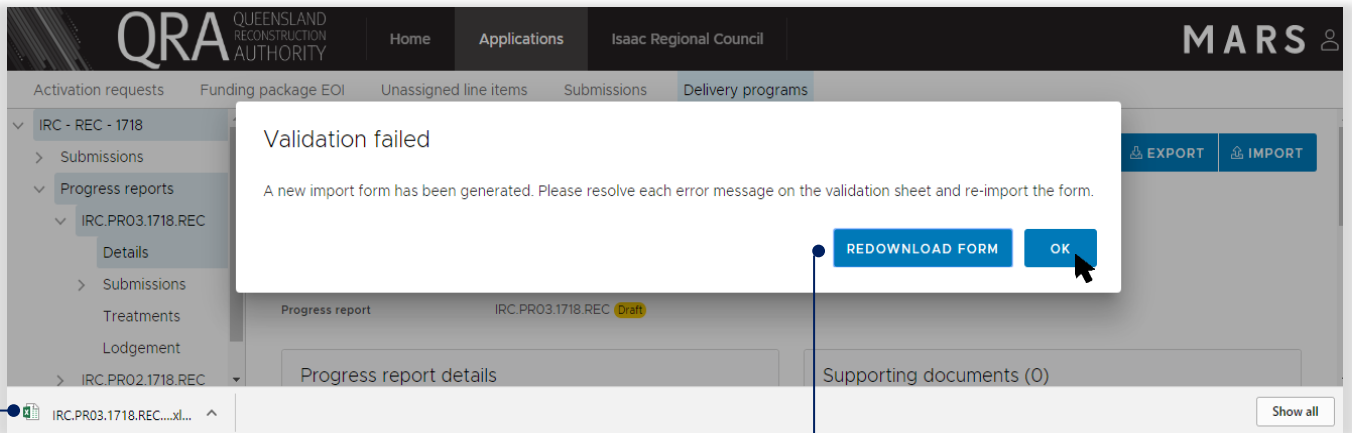 QRA QUEENSLAND RECONSTRUCTION AUTHORITY
Home Applications Isaac Regional Council
MARS
Activation requests Funding package EOI Unassigned line items Submissions Delivery programs
IRC - REC - 1718
Submissions
Progress reports
IRC.PR03.1718.REC
Details
Submissions
Treatments
Lodgement
IRC.PR02.1718.REC
EXPORT IMPORT
Validation failed
A new import form has been generated. Please resolve each error message on the validation sheet and re-import the form.
REDOWNLOAD FORM OK
Progress report IRC.PR03.1718.REC Draft
Progress report details
Supporting documents (0)
IRC.PR03.1718.REC....xl...
Show all